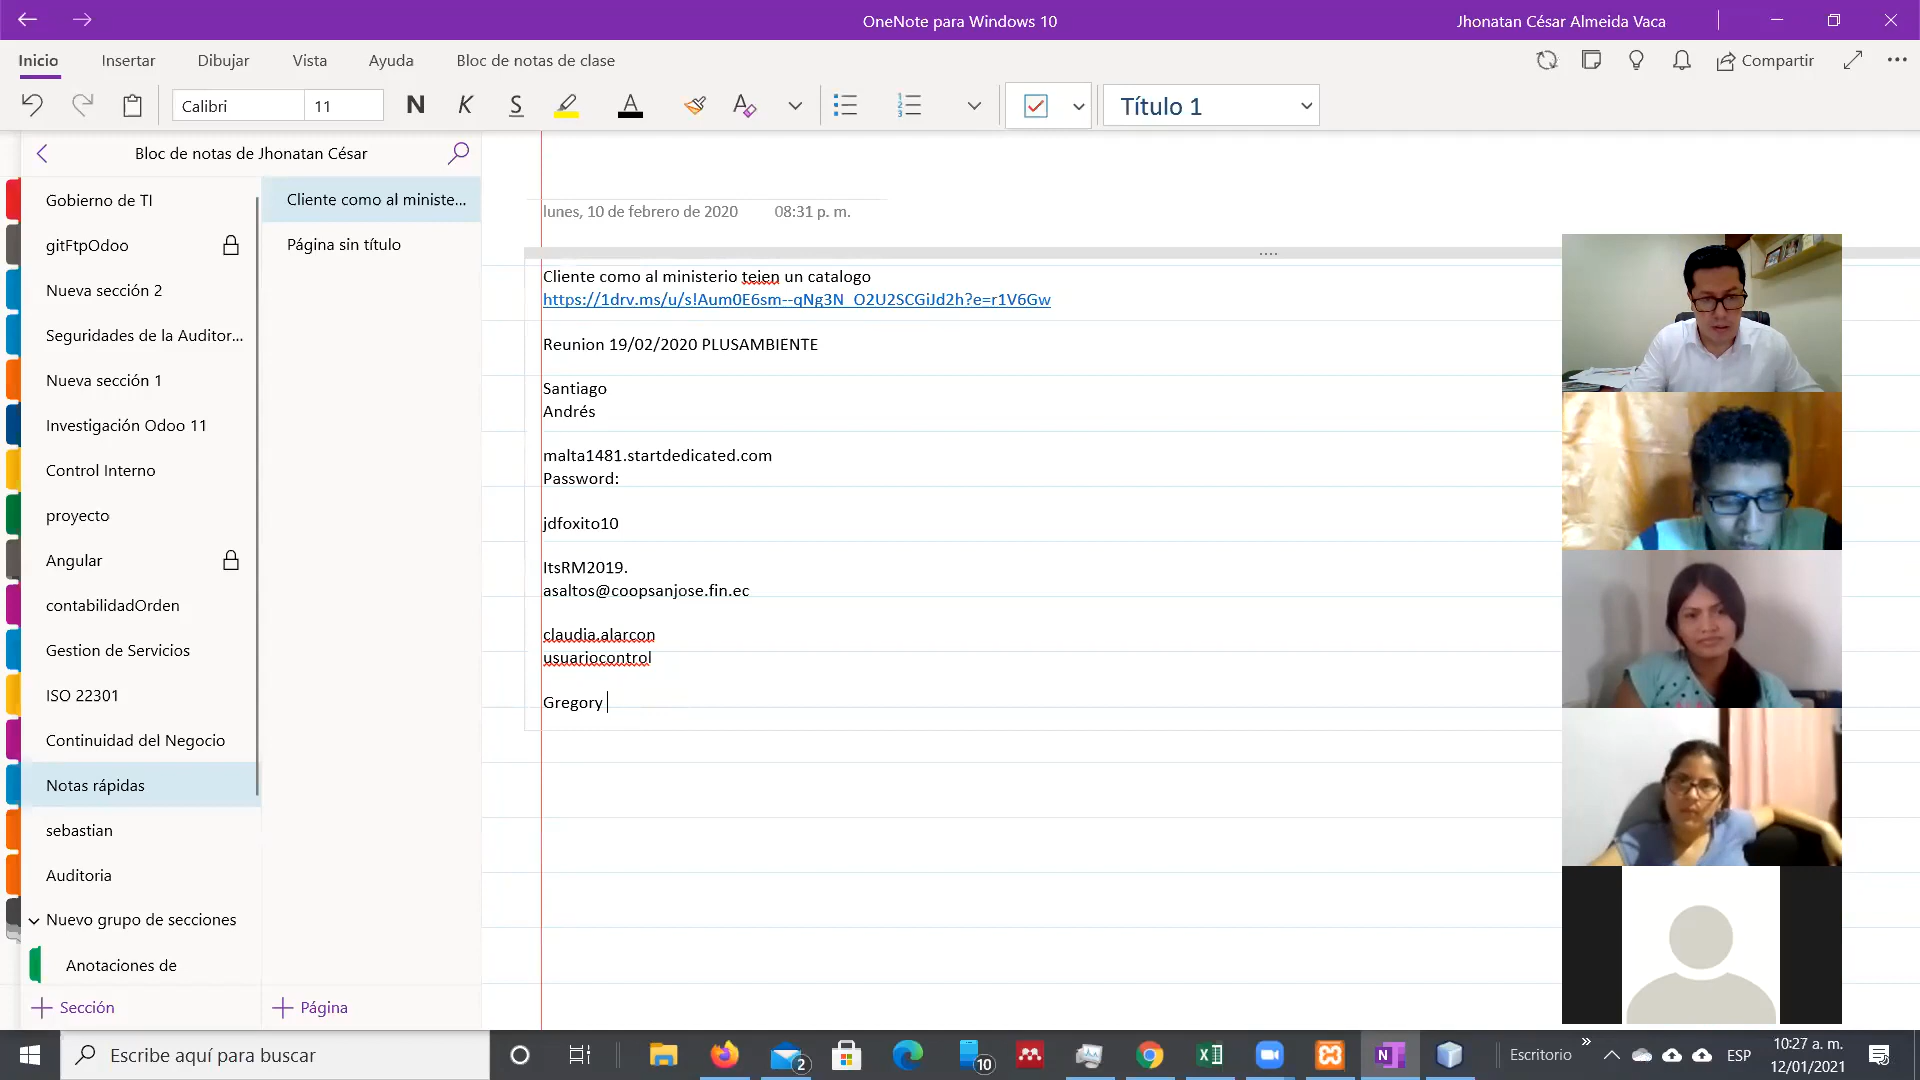 OneNote para Windows 10
Jhonatan César Almeida Vaca
Inicio
Insertar
Dibujar
Vista
Ayuda
Bloc de notas de clase
Compartir
Calibri
11
N
K
S
A
A
Título 1
Bloc de notas de Jhonatan César
Gobierno de TI
gitFtpOdoo
Nueva sección 2
Seguridades de la Auditor...
Nueva sección 1
Investigación Odoo 11
Control Interno
proyecto
Angular
contabilidadOrden
Gestion de Servicios
ISO 22301
Continuidad del Negocio
Notas rápidas
sebastian
Auditoria
Nuevo grupo de secciones
Anotaciones de
Sección
Cliente como al ministe...
Página sin título
Página
lunes, 10 de febrero de 2020 08:31 p. m.
Cliente como al ministerio teien un catalogo
https://1drv.ms/u/s!Aum0E6sm--qNg3N_O2U2SCGiJd2h?e=r1V6Gw
Reunion 19/02/2020 PLUSAMBIENTE
Santiago
Andrés
malta1481.startdedicated.com
Password:
jdfoxito10
ItsRM2019.
asaltos@coopsanjose.fin.ec
claudia.alarcon
usuariocontrol
Gregory
Escribe aquí para buscar
2
10
N
Escritorio
ESP
10:27 a. m.
12/01/2021